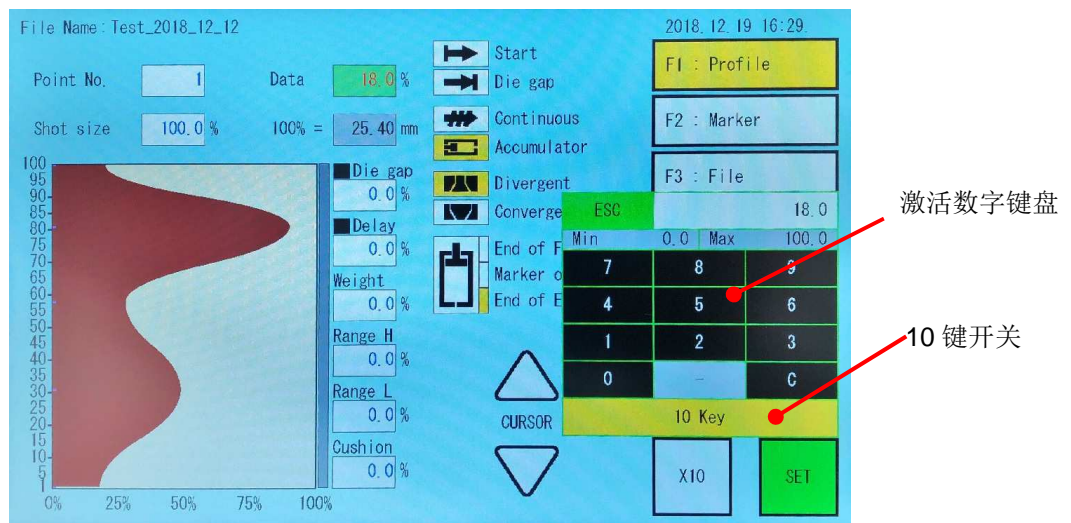 File Name:Test_2018_12_12
2018.12.19 16:29.
Point No. 1 Data 18.0 %
Shot size 100.0 % 100% = 25.40 mm
Start
Die gap
Continuous
Accumulator
Divergent
Converge
End of F
Marker o
End of E
F1 : Profile
F2 : Marker
F3 : File
100
95
90
85
80
75
70
65
60
55
50
45
40
35
30
25
20
15
10
5
1
0% 25% 50% 75% 100%
Die gap
0.0 %
Delay
0.0 %
Weight
0.0 %
Range H
0.0 %
Range L
0.0 %
Cushion
0.0 %
CURSOR
ESC 18.0
Min 0.0 Max 100.0
7 8 9
4 5 6
1 2 3
0 - C
10 Key
X10 SET
激活数字键盘
10 键开关